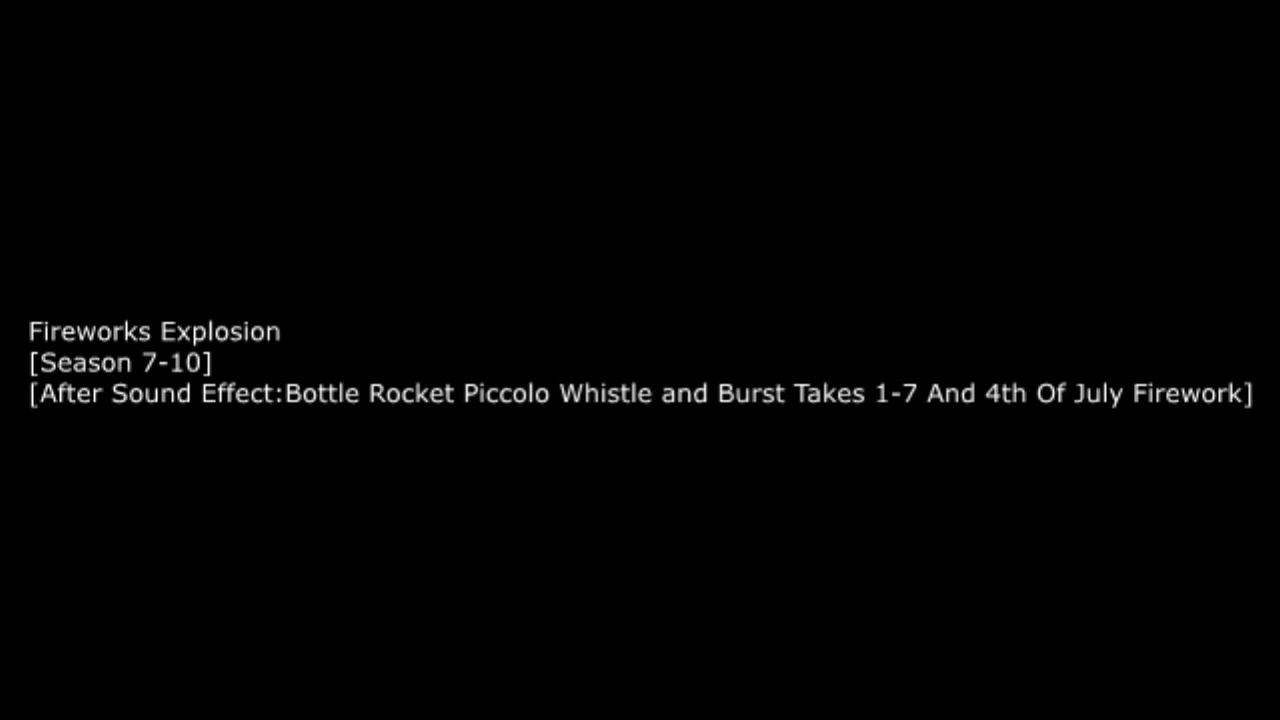 Fireworks Explosion
[Season 7-10]
[After Sound Effect:Bottle Rocket Piccolo Whistle and Burst Takes 1-7 And 4th Of July Firework]